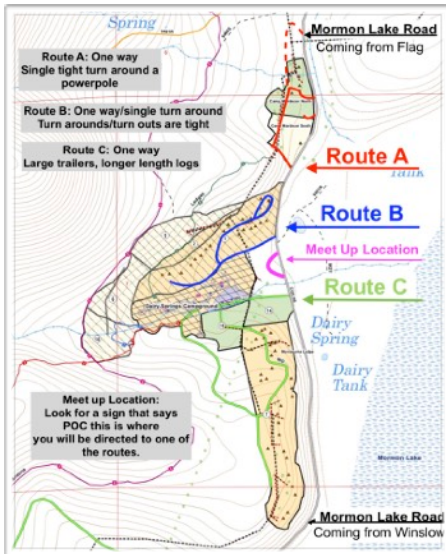 Spring
Mormon Lake Road
Coming from Flag
Route A: One way
Single tight turn around a
powerpole
Route B: One way/single turn around
Turn arounds/turn outs are tight
Route C: One way
Large trailers, longer length logs
Route A
Tank
Route B
Meet Up Location
Route C
Dairy Springs Campground
Dairy
Spring
Dairy
Tank
Meet up Location:
Look for a sign that says
POC this is where
you will be directed to one of
the routes.
Mormon Lake
Mormon Lake Road
Coming from Winslow